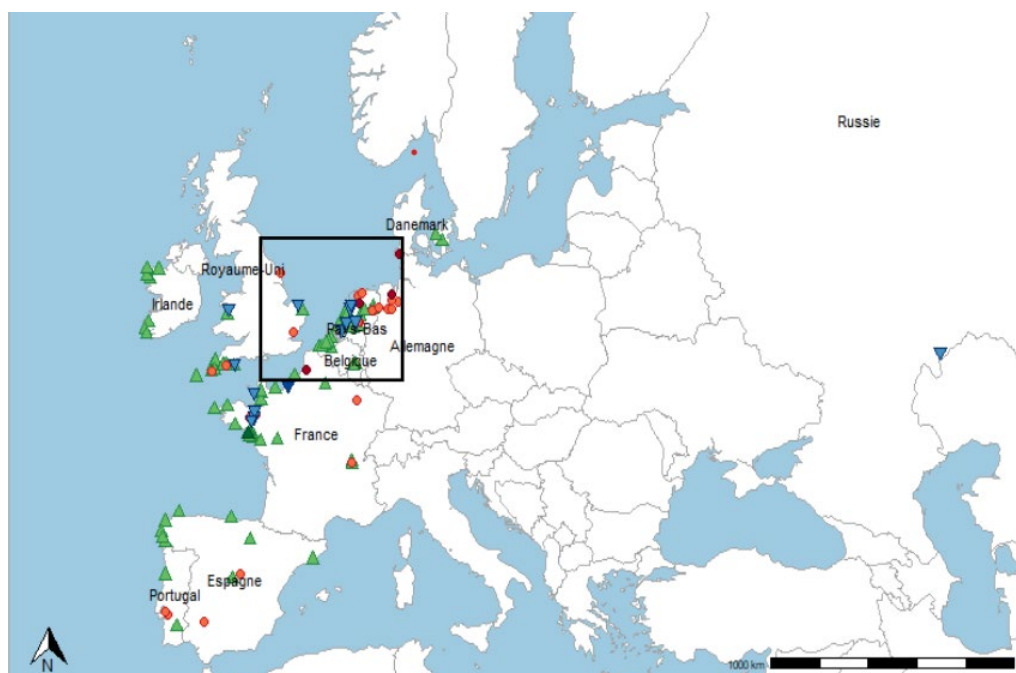 Russie
Danemark
Royaume-Uni
Irlande
Pays-Bas
Allemagne
Belgique
France
Espagne
Portugal
N
1000 km